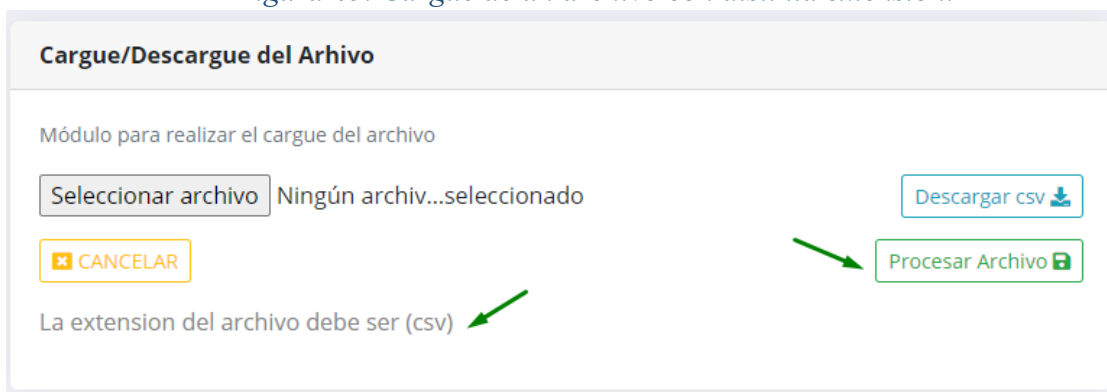 Cargue/Descargue del Arhivo
Módulo para realizar el cargue del archivo
Seleccionar archivo Ningún archiv...seleccionado
Descargar csv
CANCELAR
Procesar Archivo
La extension del archivo debe ser (csv)